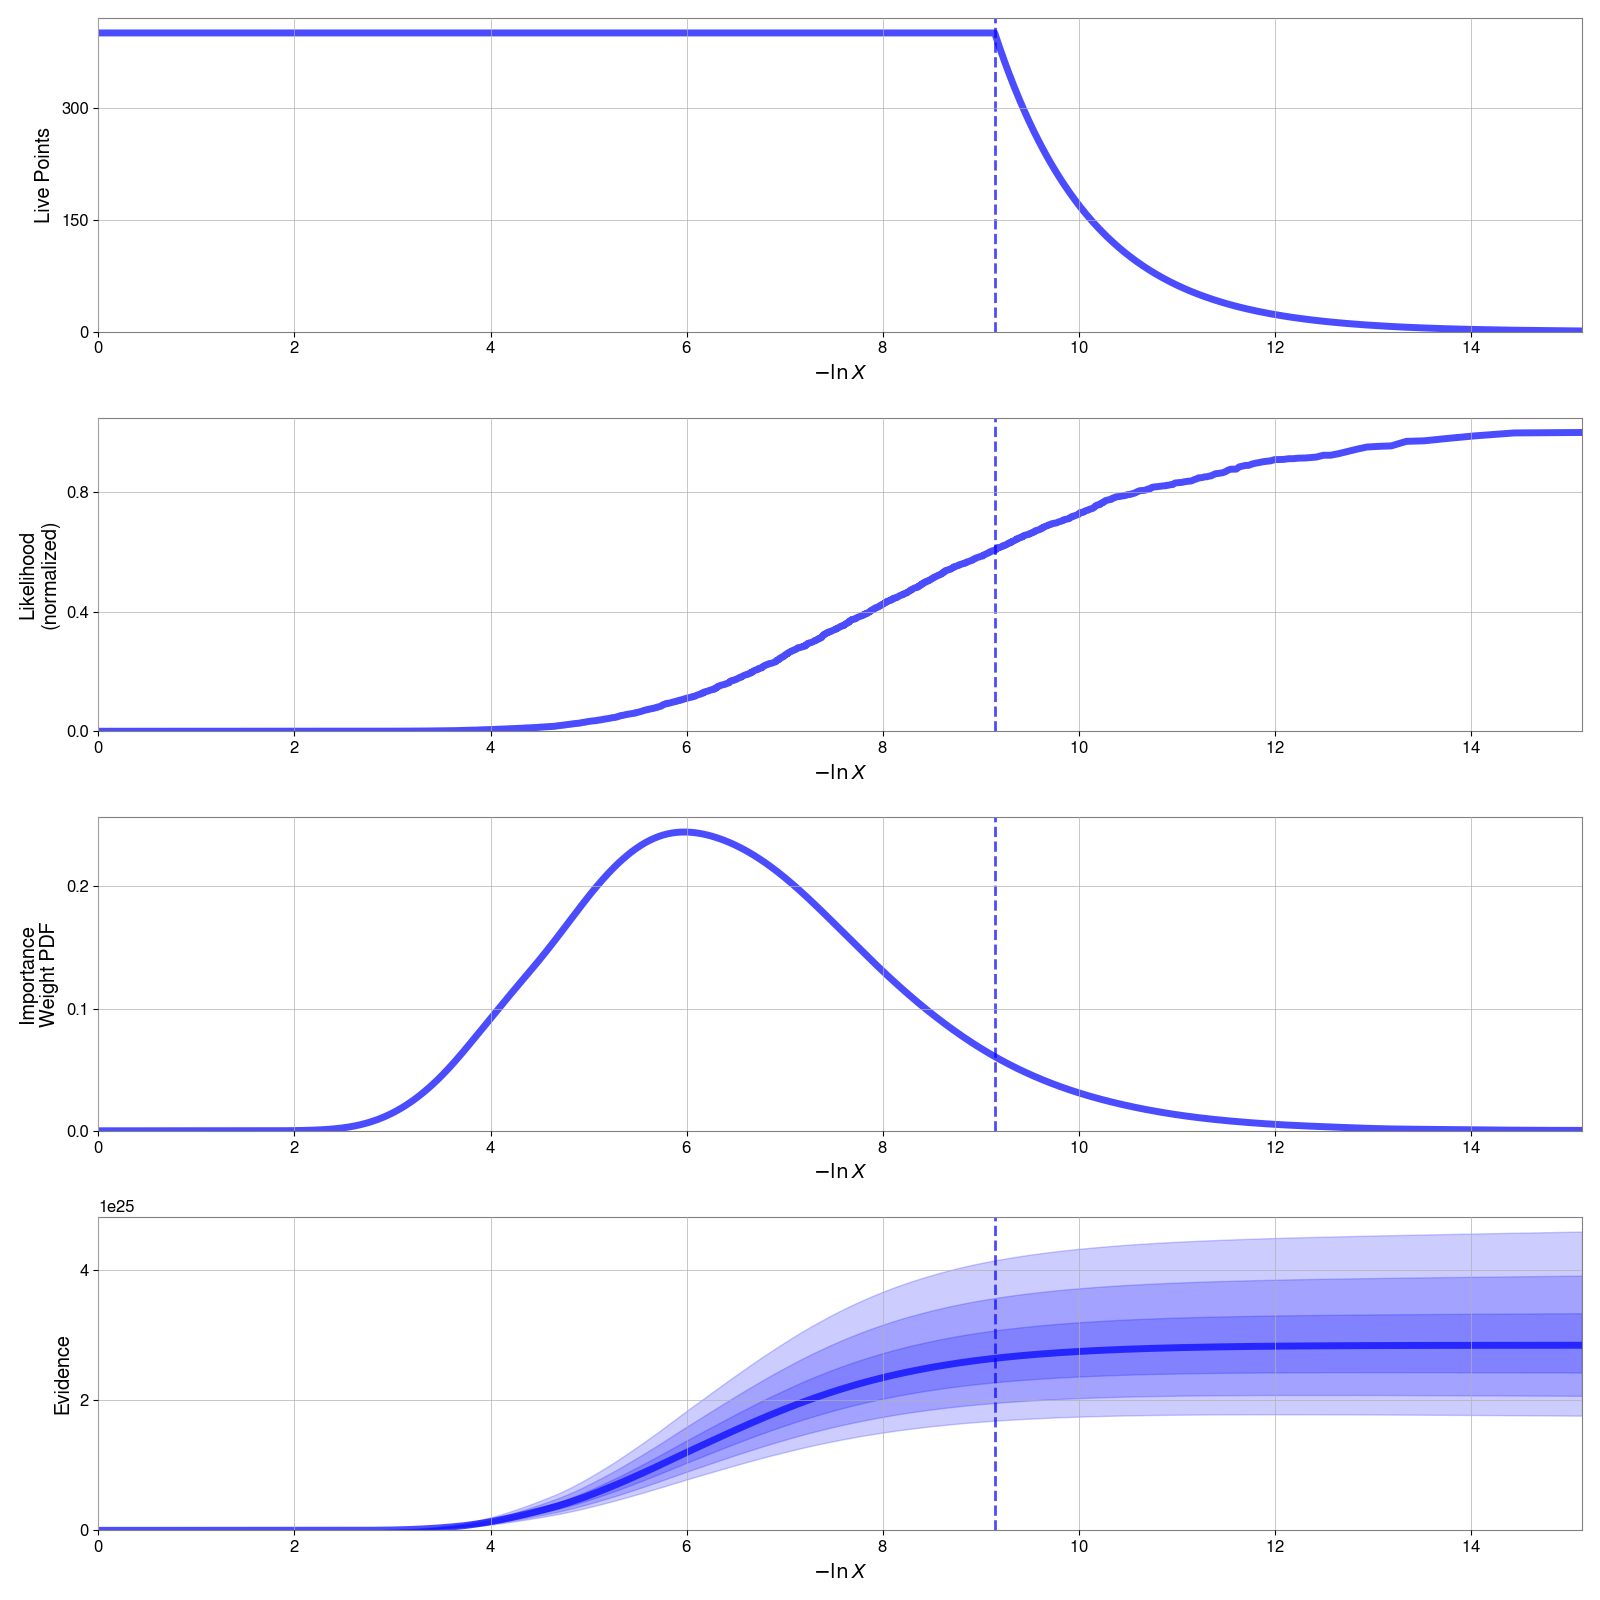 300
150
0
Live Points
0 2 4 6 8 10 12 14
−ln X
0.8
0.4
0.0
Likelihood
(normalized)
0 2 4 6 8 10 12 14
−ln X
0.2
0.1
0.0
Importance
Weight PDF
0 2 4 6 8 10 12 14
−ln X
1e25
4
2
0
Evidence
0 2 4 6 8 10 12 14
−ln X